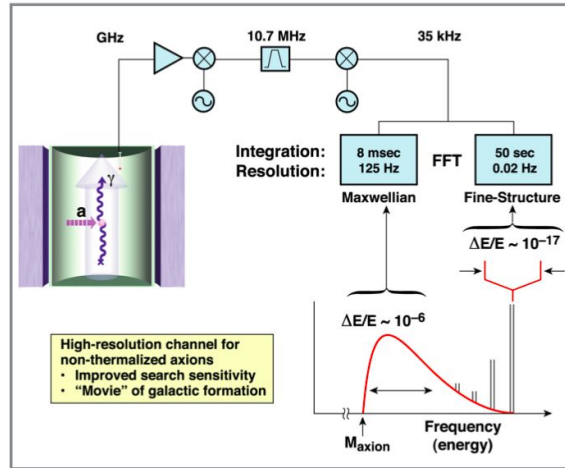 GHz
10.7 MHz
35 kHz
Integration:
Resolution:
8 msec
125 Hz
FFT
50 sec
0.02 Hz
Maxwellian
Fine-Structure
γ
a
ΔE/E ~ 10⁻¹⁷
ΔE/E ~ 10⁻⁶
High-resolution channel for
non-thermalized axions
• Improved search sensitivity
• “Movie” of galactic formation
Maxion
Frequency
(energy)